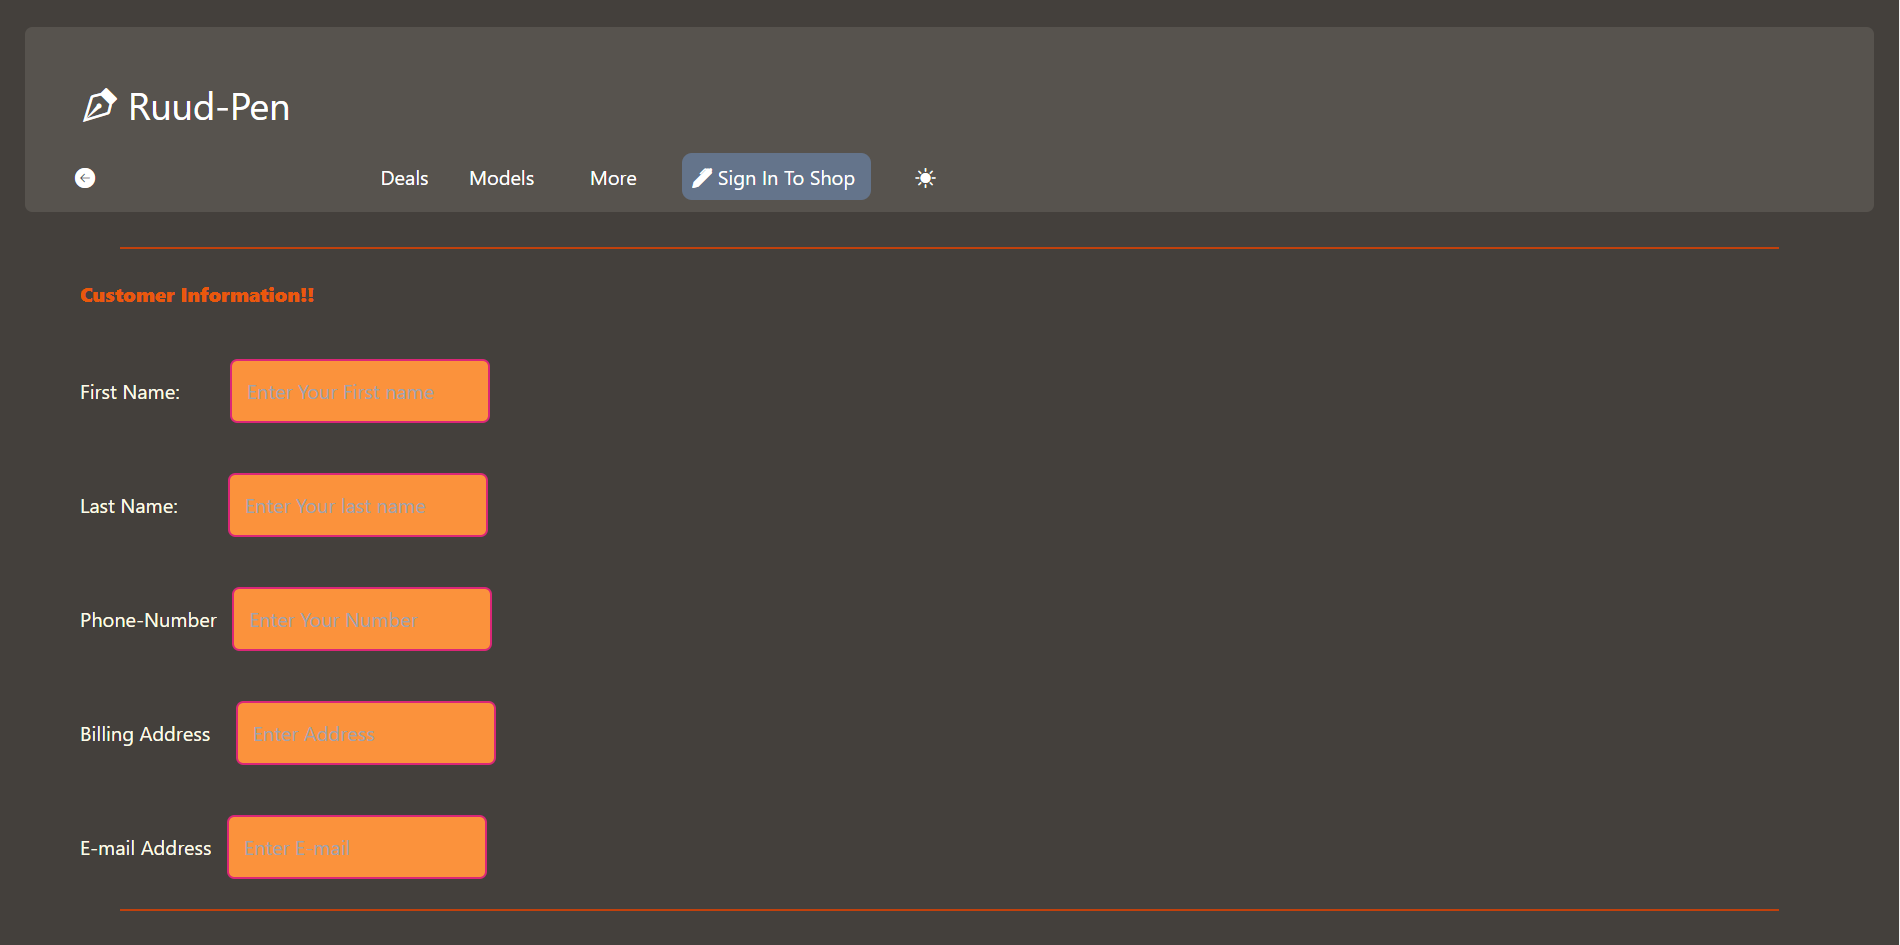 Ruud-Pen
Deals Models More Sign In To Shop
Customer Information!!
First Name: Enter Your First name
Last Name: Enter Your last name
Phone-Number Enter Your Number
Billing Address Enter Address
E-mail Address Enter E-mail